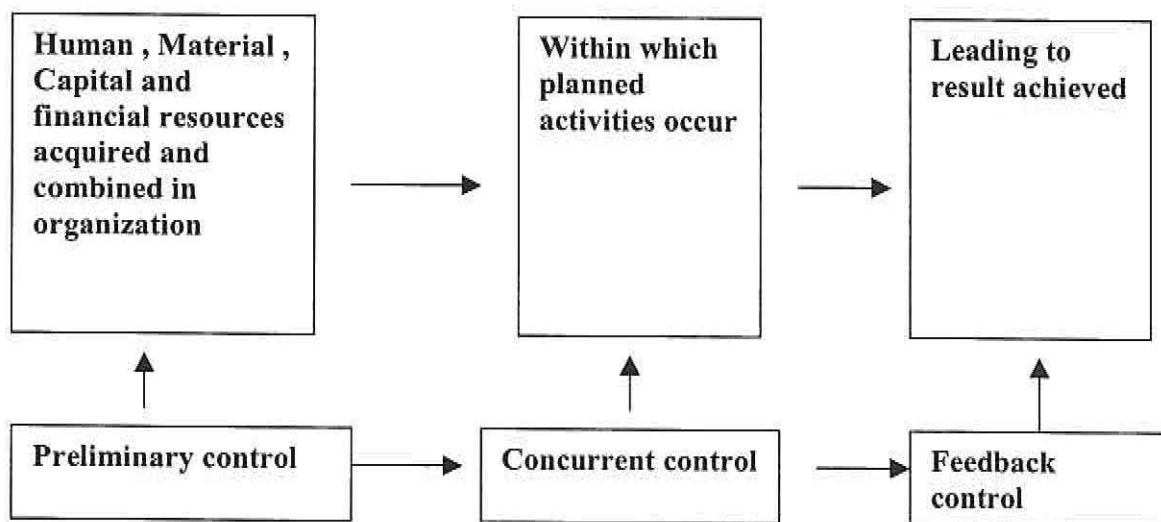 Human , Material ,
Capital and
financial resources
acquired and
combined in
organization
Within which
planned
activities occur
Leading to
result achieved
Preliminary control
Concurrent control
Feedback
control